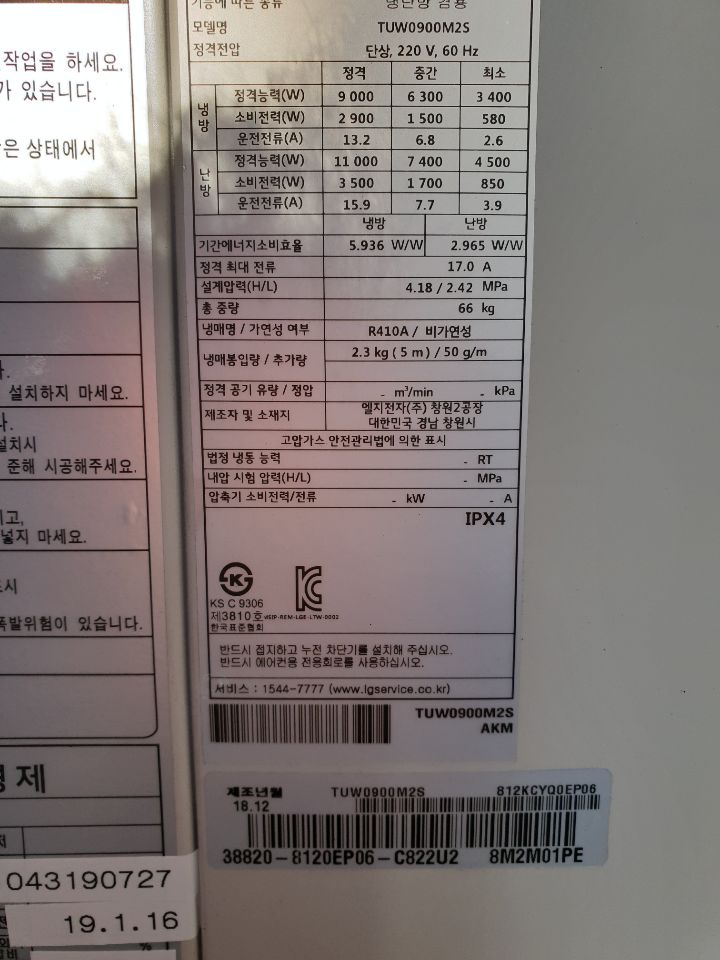 작업을 하세요.
가 있습니다.
은 상태에서
설치하지 마세요.
설치시
준해 시공해주세요.
넣지 마세요.
폭발위험이 있습니다.
043190727
19.1.16
%
기능에 따른 종류 냉난방 겸용
모델명 TUW0900M2S
정격전압 단상, 220 V, 60 Hz
정격 중간 최소
냉방
정격능력(W) 9 000 6 300 3 400
소비전력(W) 2 900 1 500 580
운전전류(A) 13.2 6.8 2.6
난방
정격능력(W) 11 000 7 400 4 500
소비전력(W) 3 500 1 700 850
운전전류(A) 15.9 7.7 3.9
냉방 난방
기간에너지소비효율 5.936 W/W 2.965 W/W
정격 최대 전류 17.0 A
설계압력(H/L) 4.18 / 2.42 MPa
총 중량 66 kg
냉매명 / 가연성 여부 R410A / 비가연성
냉매봉입량 / 추가량 2.3 kg ( 5 m ) / 50 g/m
정격 공기 유량 / 정압 - m³/min - kPa
제조자 및 소재지 엘지전자(주) 창원2공장
대한민국 경남 창원시
고압가스 안전관리법에 의한 표시
법정 냉동 능력 - RT
내압 시험 압력(H/L) - MPa
압축기 소비전력/전류 - kW - A
IPX4
KS C 9306
제3810호
MSIP-REM-LGE-LTW-0002
한국표준협회
반드시 접지하고 누전 차단기를 설치해 주십시오.
반드시 에어컨용 전용회로를 사용하십시오.
서비스 : 1544-7777 (www.lgservice.co.kr)
TUW0900M2S
AKM
제조년월 TUW0900M2S 812KCYQ0EP06
18.12
38820-8120EP06-C822U2 8M2M01PE